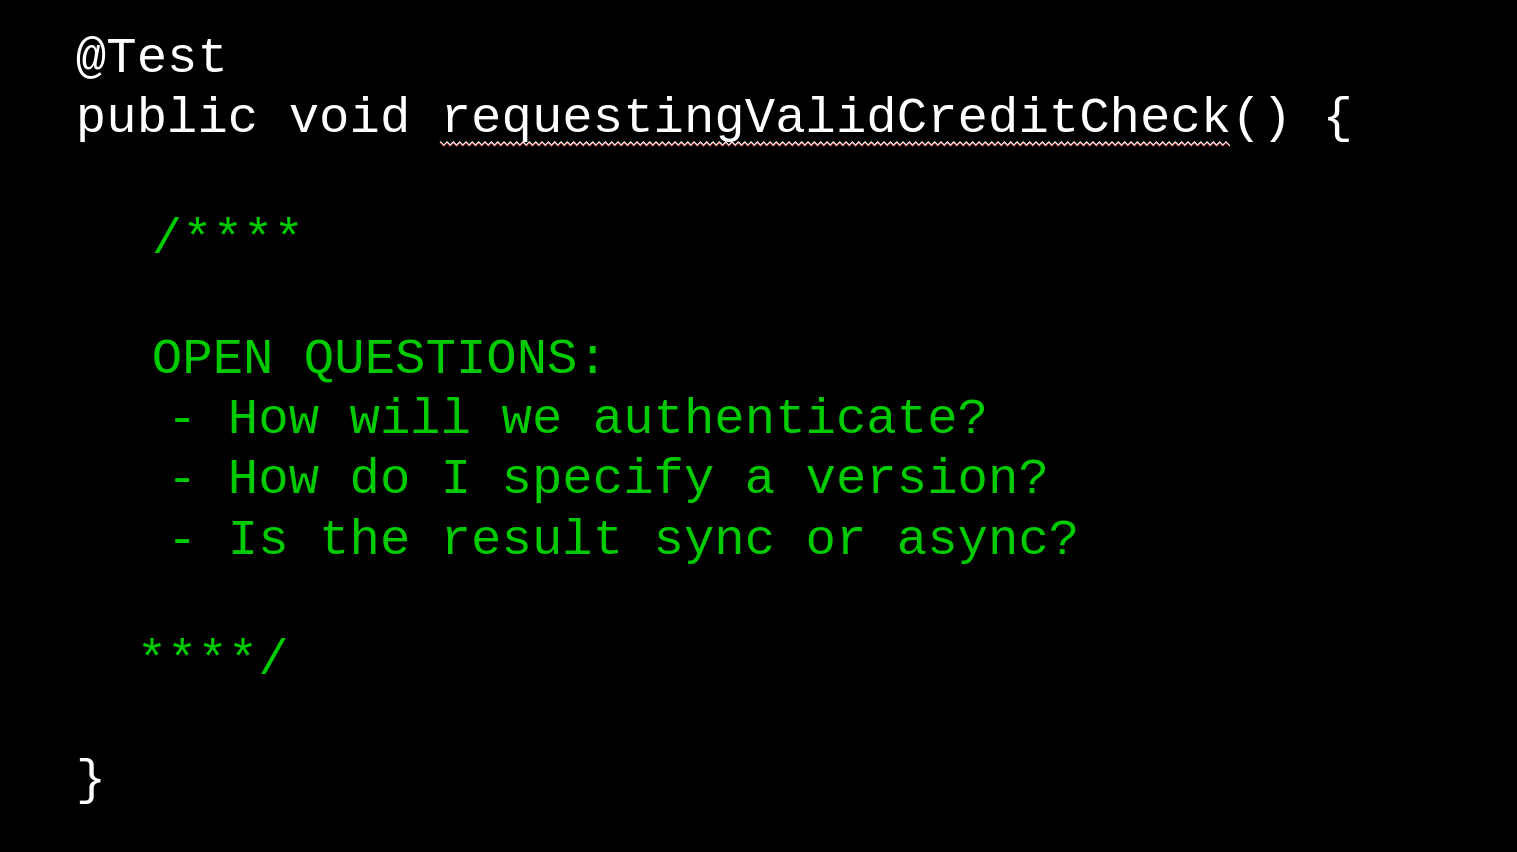 @Test
public void requestingValidCreditCheck() {
/****
OPEN QUESTIONS:
- How will we authenticate?
- How do I specify a version?
- Is the result sync or async?
****/
}